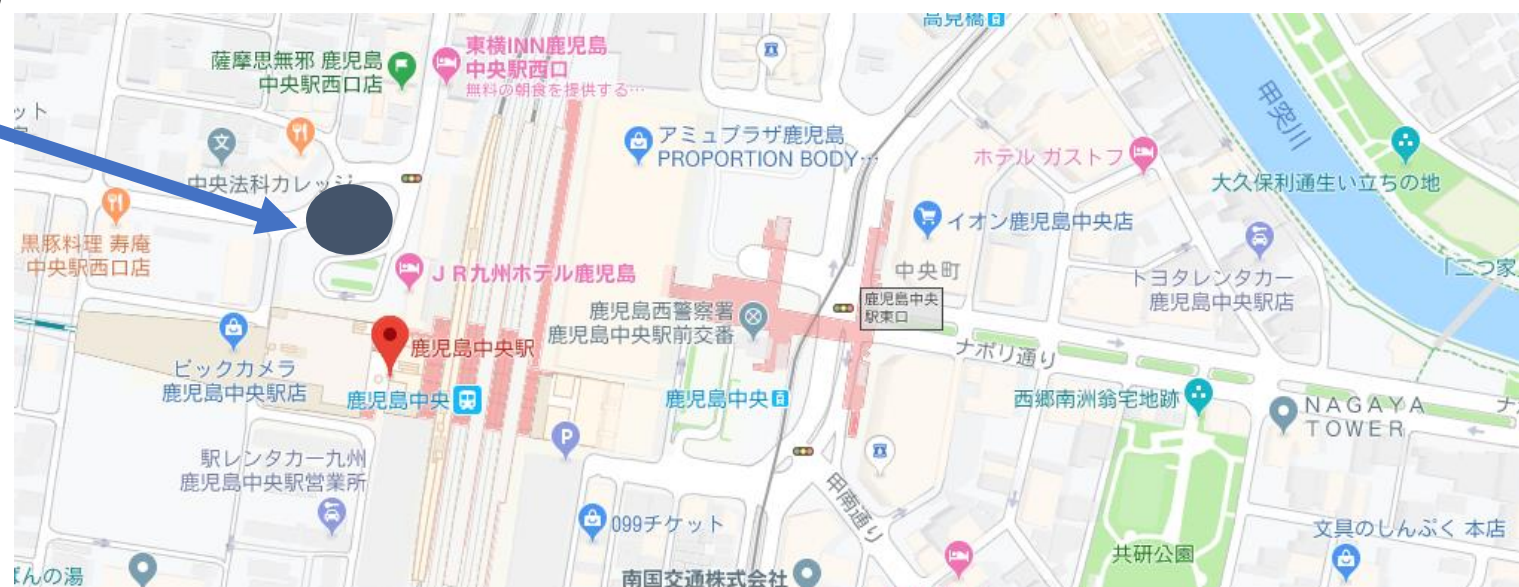 高見橋
東横INN鹿児島
中央駅西口
無料の朝食を提供する…
薩摩思無邪 鹿児島
中央駅西口店
アミュプラザ鹿児島
PROPORTION BODY…
ホテル ガストフ
甲突川
大久保利通生い立ちの地
中央法科カレッジ
黒豚料理 寿庵
中央駅西口店
イオン鹿児島中央店
JR九州ホテル鹿児島
中央町
トヨタレンタカー
鹿児島中央駅店
「二つ家
鹿児島中央
駅東口
鹿児島西警察署
鹿児島中央駅前交番
鹿児島中央駅
ナポリ通り
ビックカメラ
鹿児島中央駅店
鹿児島中央
鹿児島中央
西郷南洲翁宅地跡
NAGAYA
TOWER
ナ
P
駅レンタカー九州
鹿児島中央駅営業所
甲南通り
099チケット
文具のしんぷく 本店
共研公園
ぱんの湯
南国交通株式会社